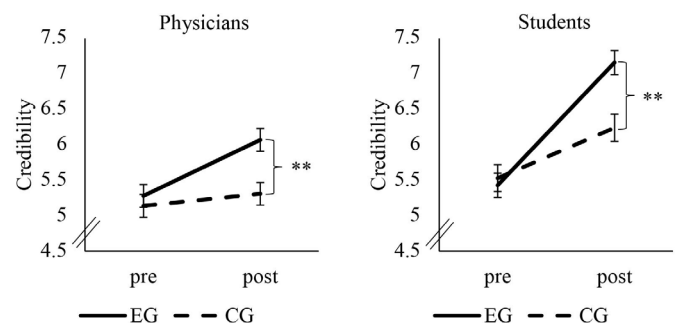 Physicians
Credibility
7.5
7
6.5
6
5.5
5
4.5
**
pre post
EG CG
Students
Credibility
7.5
7
6.5
6
5.5
5
4.5
**
pre post
EG CG